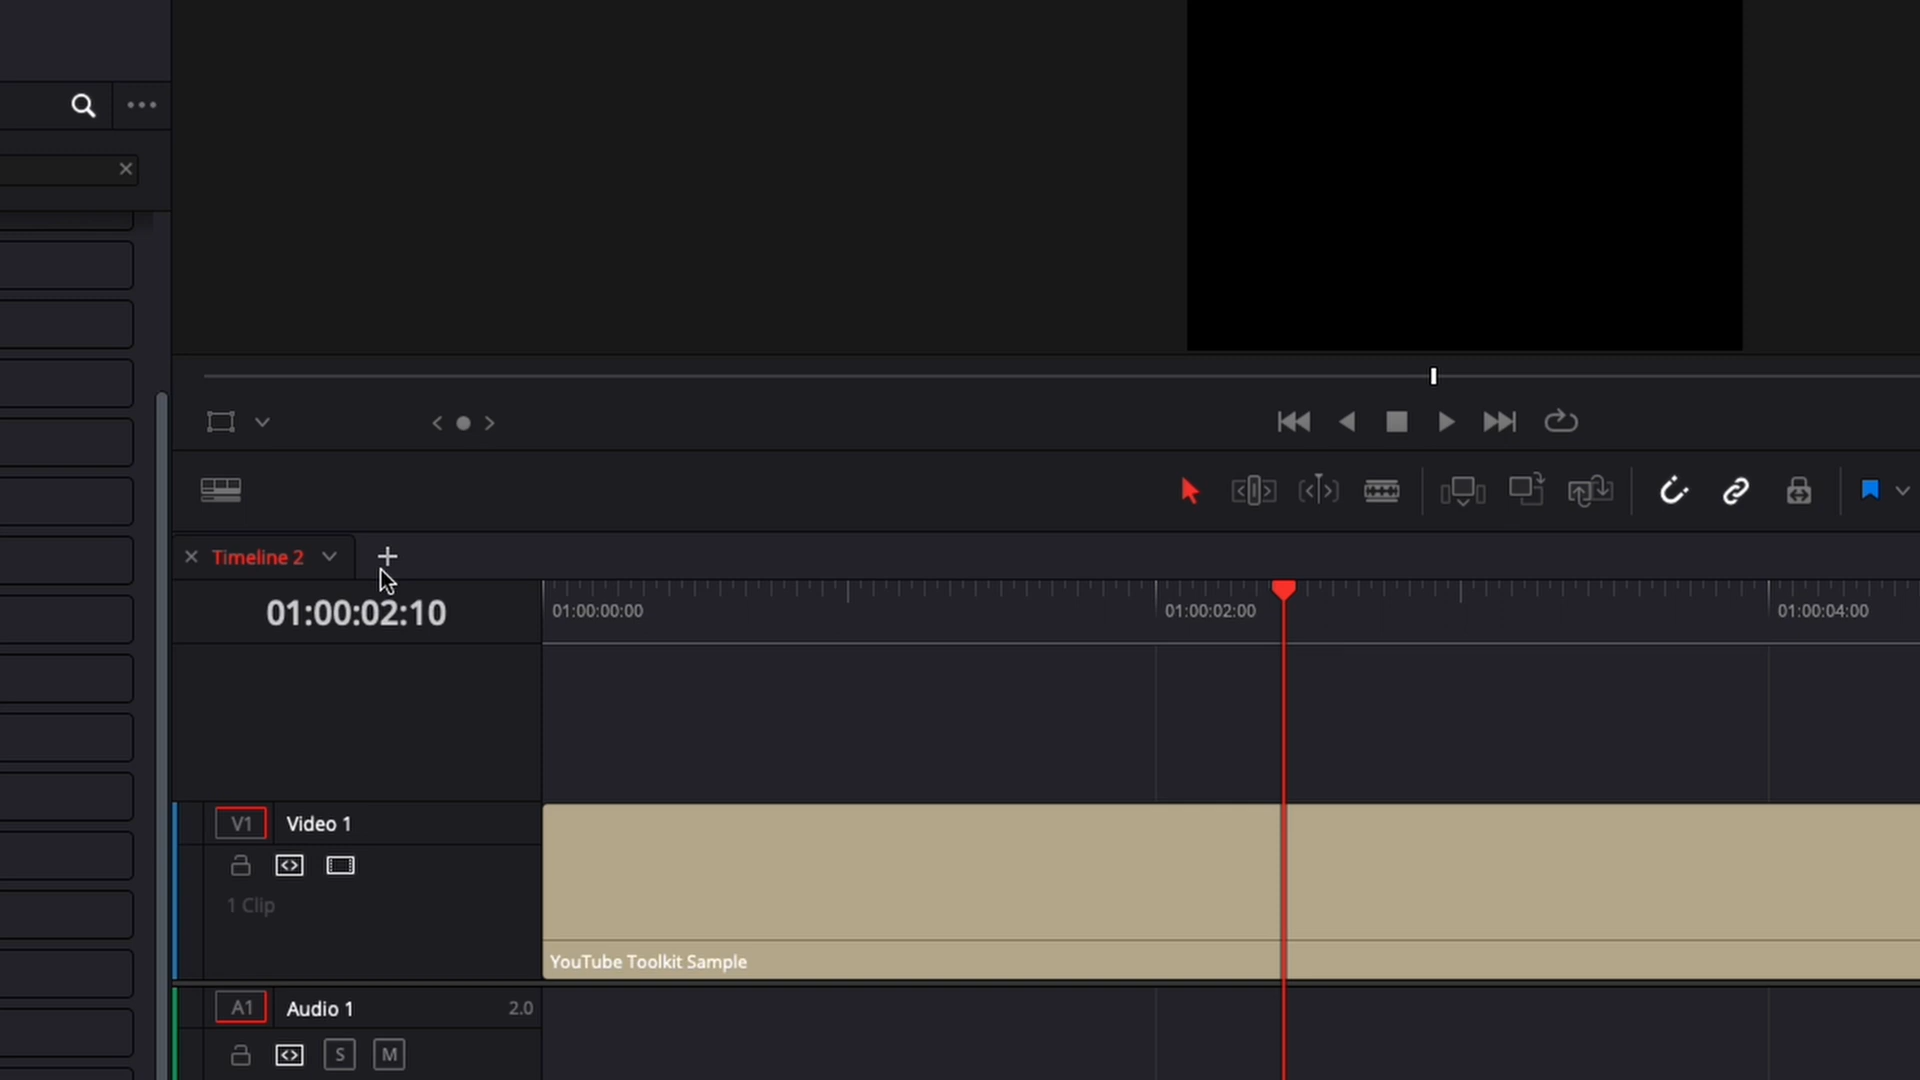 Timeline 2
01:00:02:10
01:00:00:00
01:00:02:00
01:00:04:00
V1
Video 1
1 Clip
YouTube Toolkit Sample
A1
Audio 1
2.0
S
M